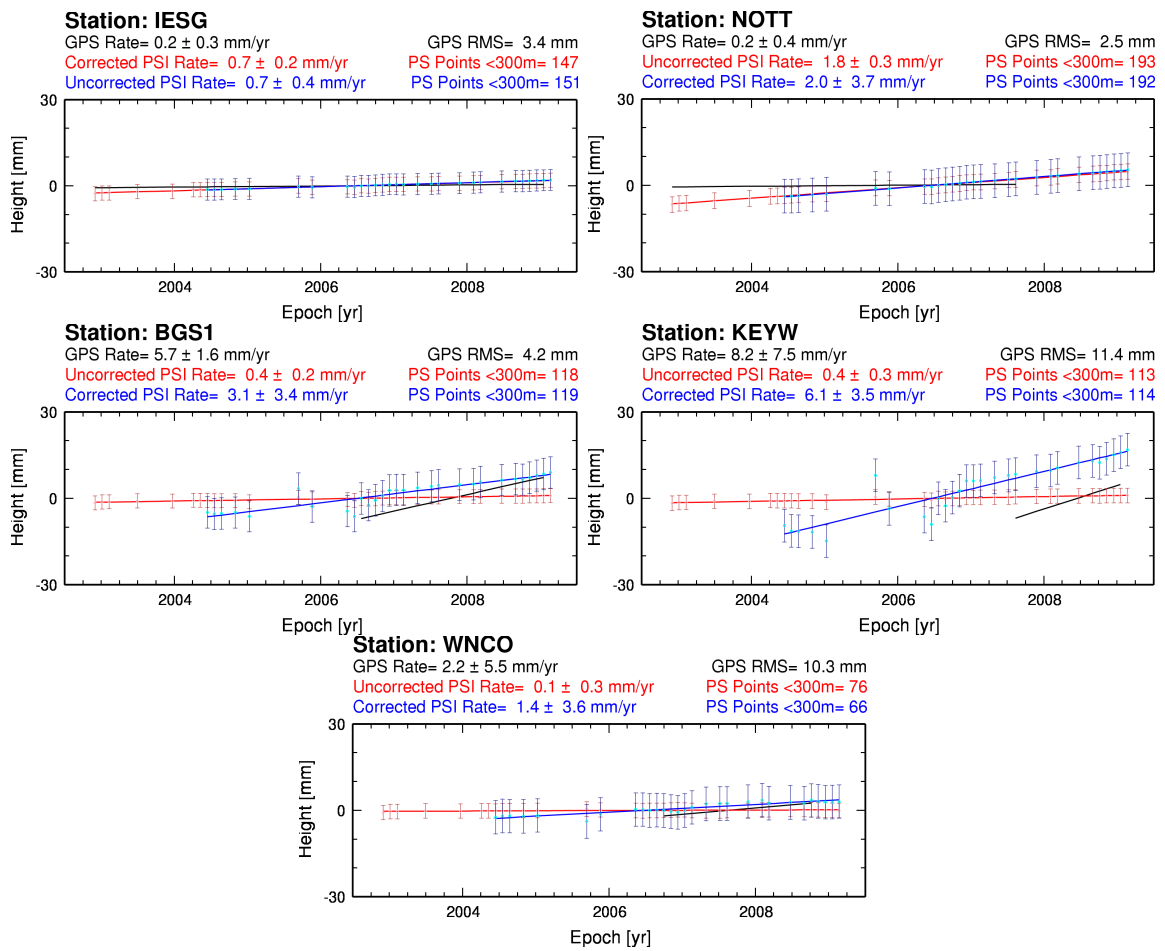 Station: IESG
GPS Rate= 0.2 ± 0.3 mm/yr GPS RMS= 3.4 mm
Corrected PSI Rate= 0.7 ± 0.2 mm/yr PS Points <300m= 147
Uncorrected PSI Rate= 0.7 ± 0.4 mm/yr PS Points <300m= 151
30
0
-30
Height [mm]
2004 2006 2008
Epoch [yr]
Station: NOTT
GPS Rate= 0.2 ± 0.4 mm/yr GPS RMS= 2.5 mm
Uncorrected PSI Rate= 1.8 ± 0.3 mm/yr PS Points <300m= 193
Corrected PSI Rate= 2.0 ± 3.7 mm/yr PS Points <300m= 192
30
0
-30
Height [mm]
2004 2006 2008
Epoch [yr]
Station: BGS1
GPS Rate= 5.7 ± 1.6 mm/yr GPS RMS= 4.2 mm
Uncorrected PSI Rate= 0.4 ± 0.2 mm/yr PS Points <300m= 118
Corrected PSI Rate= 3.1 ± 3.4 mm/yr PS Points <300m= 119
30
0
-30
Height [mm]
2004 2006 2008
Epoch [yr]
Station: KEYW
GPS Rate= 8.2 ± 7.5 mm/yr GPS RMS= 11.4 mm
Uncorrected PSI Rate= 0.4 ± 0.3 mm/yr PS Points <300m= 113
Corrected PSI Rate= 6.1 ± 3.5 mm/yr PS Points <300m= 114
30
0
-30
Height [mm]
2004 2006 2008
Epoch [yr]
Station: WNCO
GPS Rate= 2.2 ± 5.5 mm/yr GPS RMS= 10.3 mm
Uncorrected PSI Rate= 0.1 ± 0.3 mm/yr PS Points <300m= 76
Corrected PSI Rate= 1.4 ± 3.6 mm/yr PS Points <300m= 66
30
0
-30
Height [mm]
2004 2006 2008
Epoch [yr]